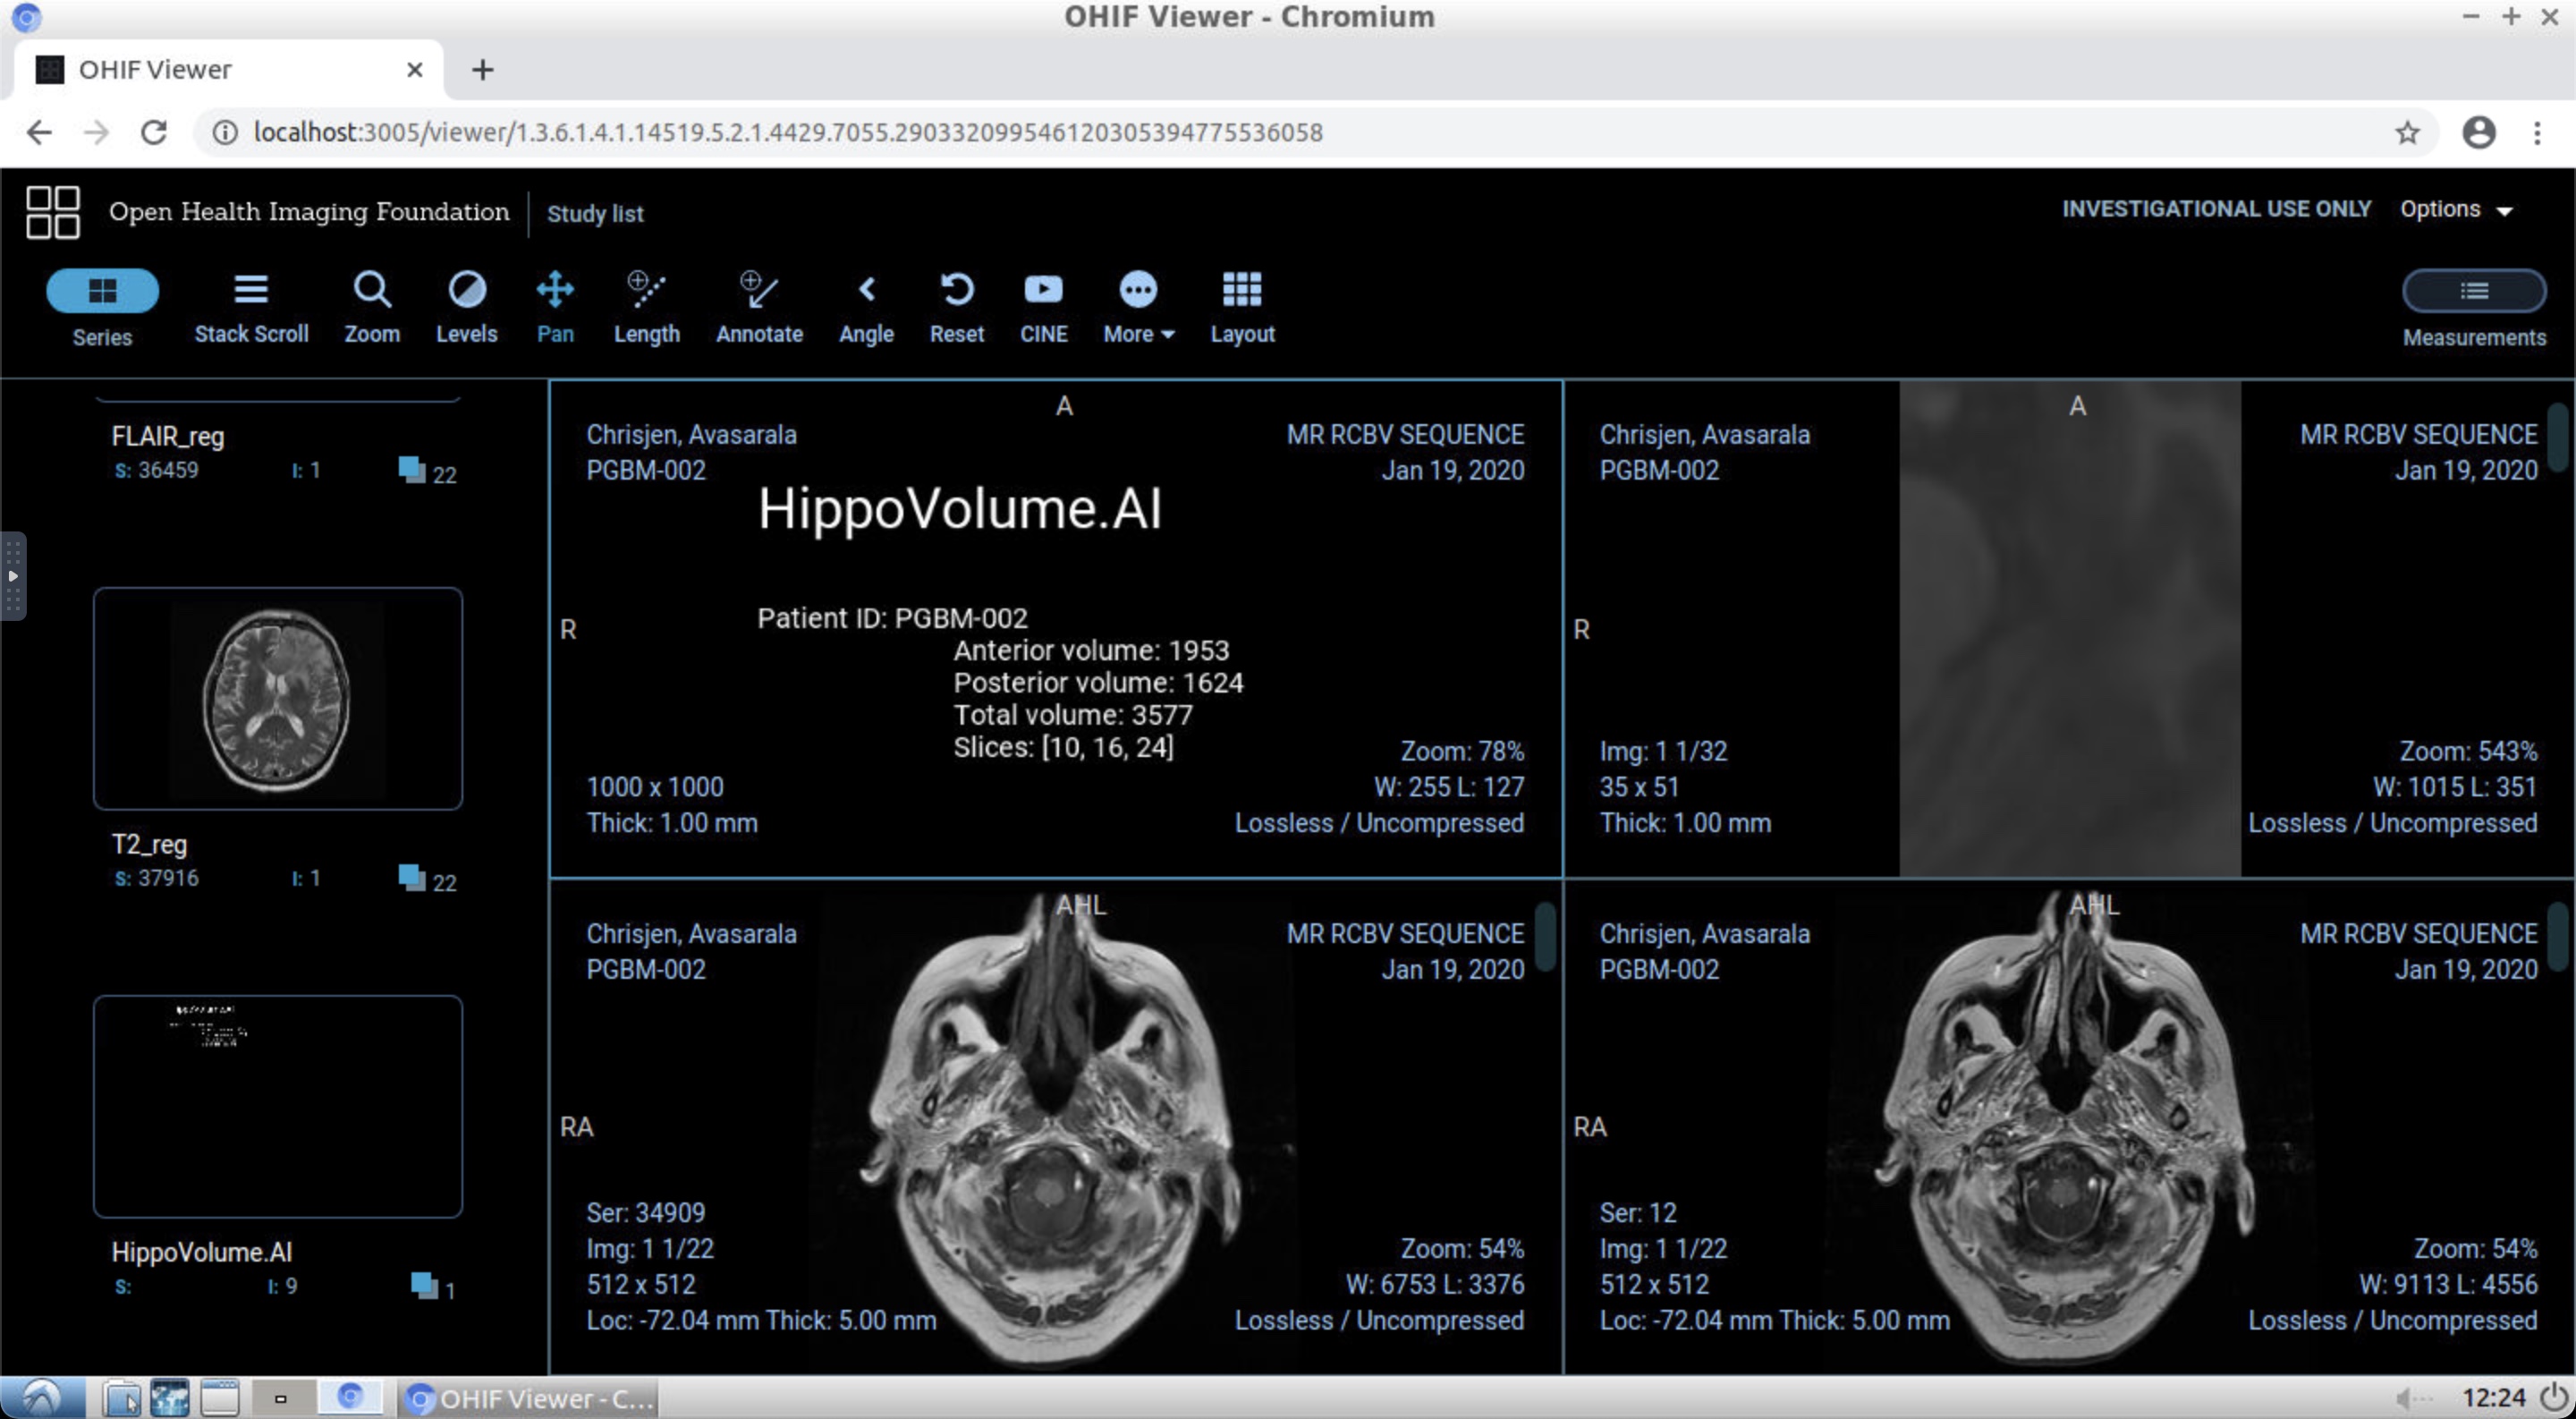 OHIF Viewer - Chromium
OHIF Viewer
localhost:3005/viewer/1.3.6.1.4.1.14519.5.2.1.4429.7055.290332099546120305394775536058
Open Health Imaging Foundation
Study list
INVESTIGATIONAL USE ONLY
Options
Series
Stack Scroll
Zoom
Levels
Pan
Length
Annotate
Angle
Reset
CINE
More
Layout
Measurements
FLAIR_reg
S: 36459 I: 1 22
T2_reg
S: 37916 I: 1 22
HippoVolume.AI
S: I: 9 1
A
Chrisjen, Avasarala
PGBM-002
MR RCBV SEQUENCE
Jan 19, 2020
HippoVolume.AI
Patient ID: PGBM-002
Anterior volume: 1953
Posterior volume: 1624
Total volume: 3577
Slices: [10, 16, 24]
R
1000 x 1000
Thick: 1.00 mm
Zoom: 78%
W: 255 L: 127
Lossless / Uncompressed
A
Chrisjen, Avasarala
PGBM-002
MR RCBV SEQUENCE
Jan 19, 2020
R
Img: 1 1/32
35 x 51
Thick: 1.00 mm
Zoom: 543%
W: 1015 L: 351
Lossless / Uncompressed
AHL
Chrisjen, Avasarala
PGBM-002
MR RCBV SEQUENCE
Jan 19, 2020
RA
Ser: 34909
Img: 1 1/22
512 x 512
Loc: -72.04 mm Thick: 5.00 mm
Zoom: 54%
W: 6753 L: 3376
Lossless / Uncompressed
AHL
Chrisjen, Avasarala
PGBM-002
MR RCBV SEQUENCE
Jan 19, 2020
RA
Ser: 12
Img: 1 1/22
512 x 512
Loc: -72.04 mm Thick: 5.00 mm
Zoom: 54%
W: 9113 L: 4556
Lossless / Uncompressed
OHIF Viewer - C...
12:24